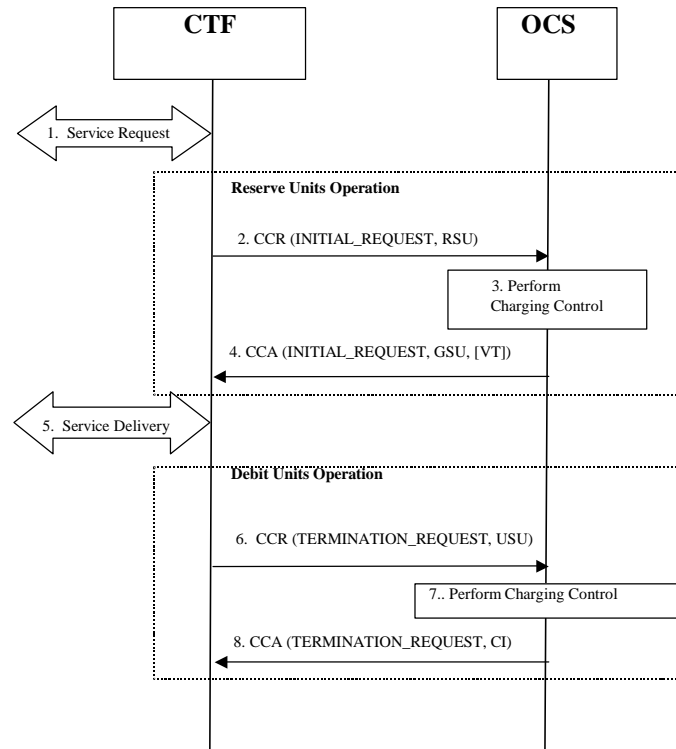 CTF
OCS
1. Service Request
Reserve Units Operation
2. CCR (INITIAL_REQUEST, RSU)
3. Perform
Charging Control
4. CCA (INITIAL_REQUEST, GSU, [VT])
5. Service Delivery
Debit Units Operation
6. CCR (TERMINATION_REQUEST, USU)
7.. Perform Charging Control
8. CCA (TERMINATION_REQUEST, CI)